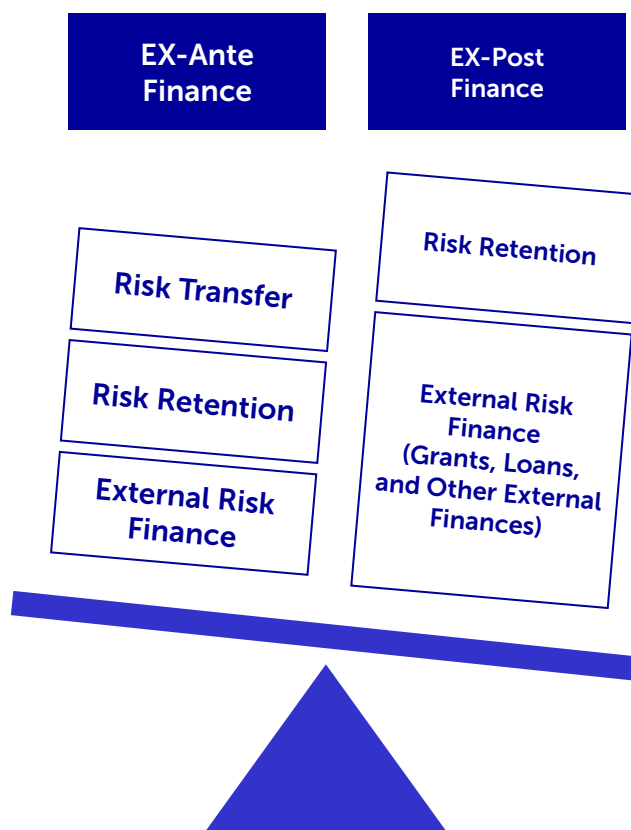 EX-Ante
Finance
EX-Post
Finance
Risk Transfer
Risk Retention
External Risk
Finance
Risk Retention
External Risk
Finance
(Grants, Loans,
and Other External
Finances)